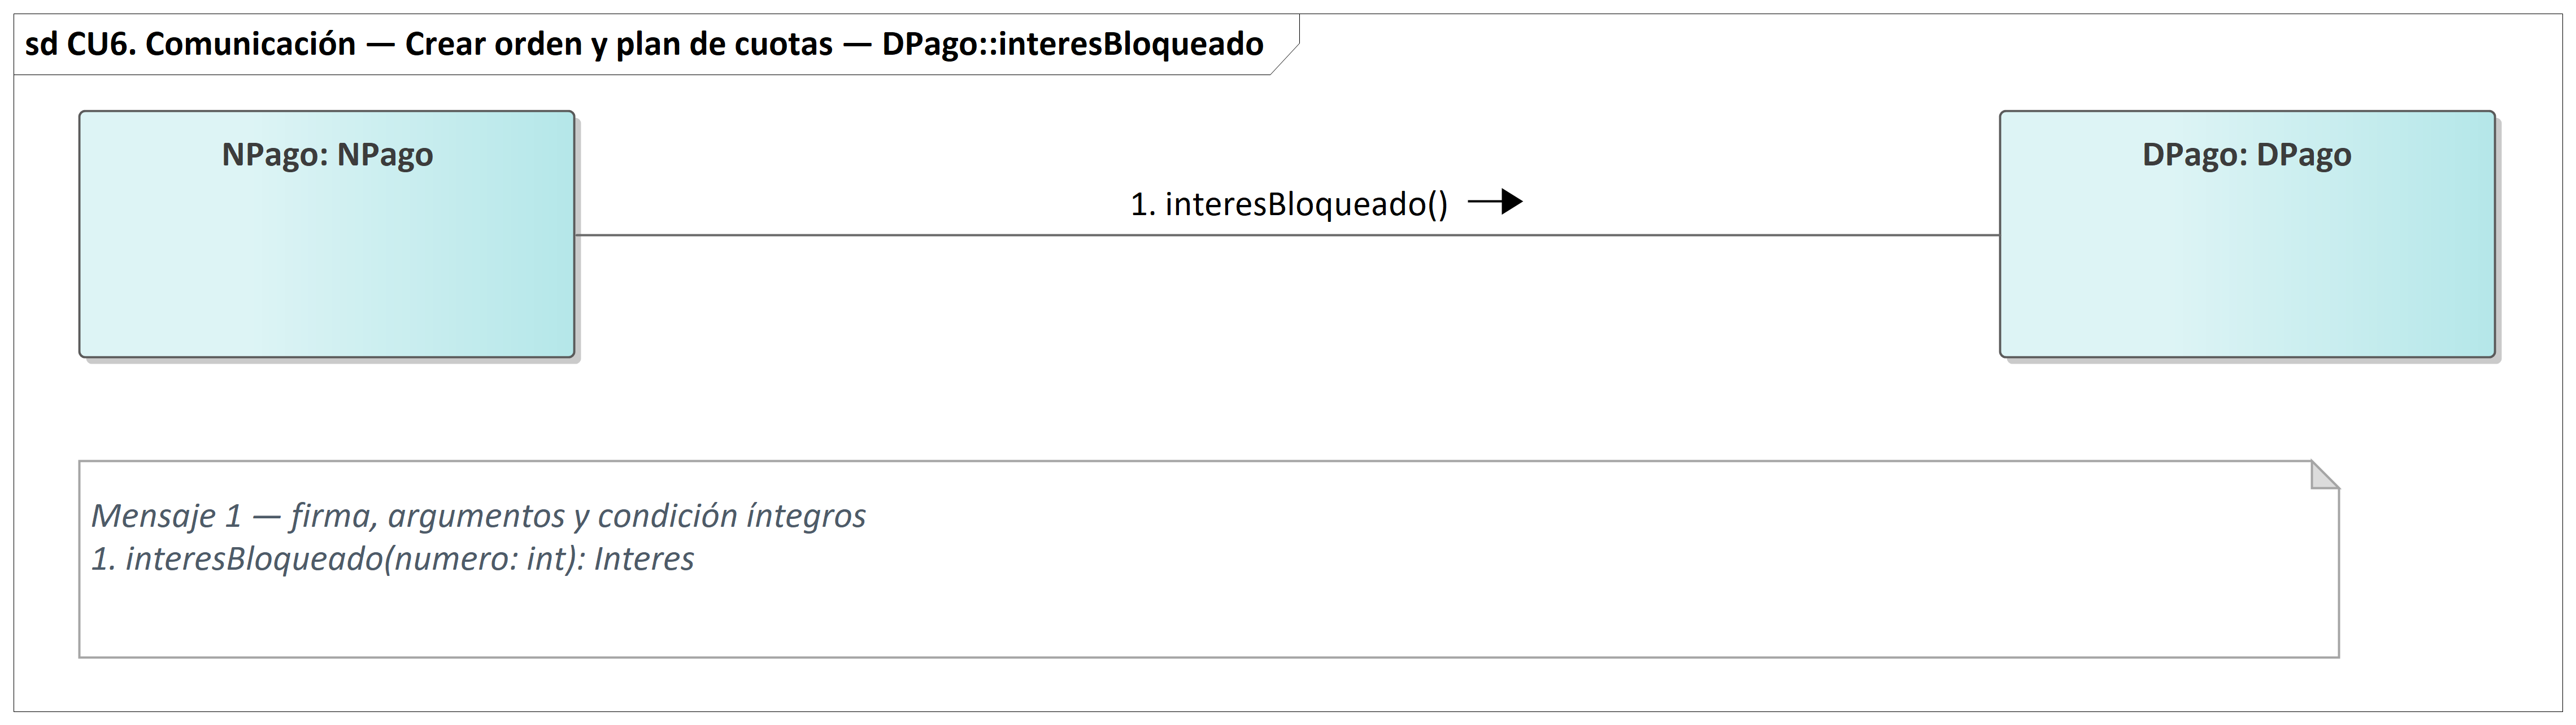 sd CU6. Comunicación — Crear orden y plan de cuotas — DPago::interesBloqueado
NPago: NPago
DPago: DPago
1. interesBloqueado()
Mensaje 1 — firma, argumentos y condición íntegros
1. interesBloqueado(numero: int): Interes